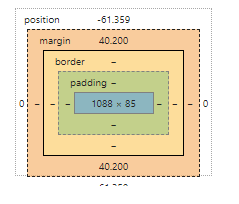 position -61.359
margin 40.200
border –
padding –
0 – – – 1088 × 85 – – – 0
–
–
40.200